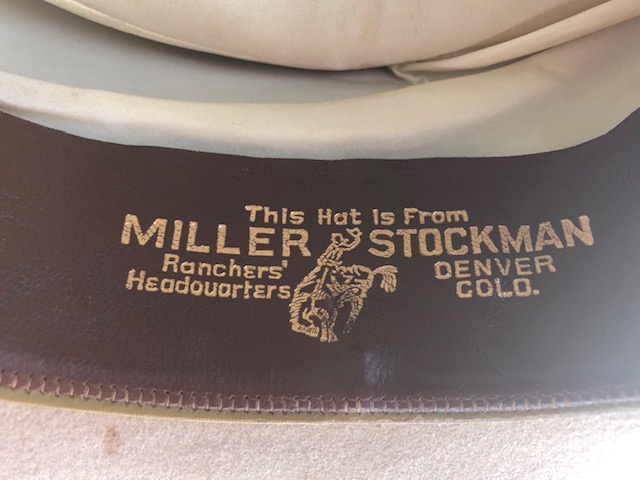 This Hat is From
MILLER STOCKMAN
Ranchers' DENVER
Headquarters COLO.